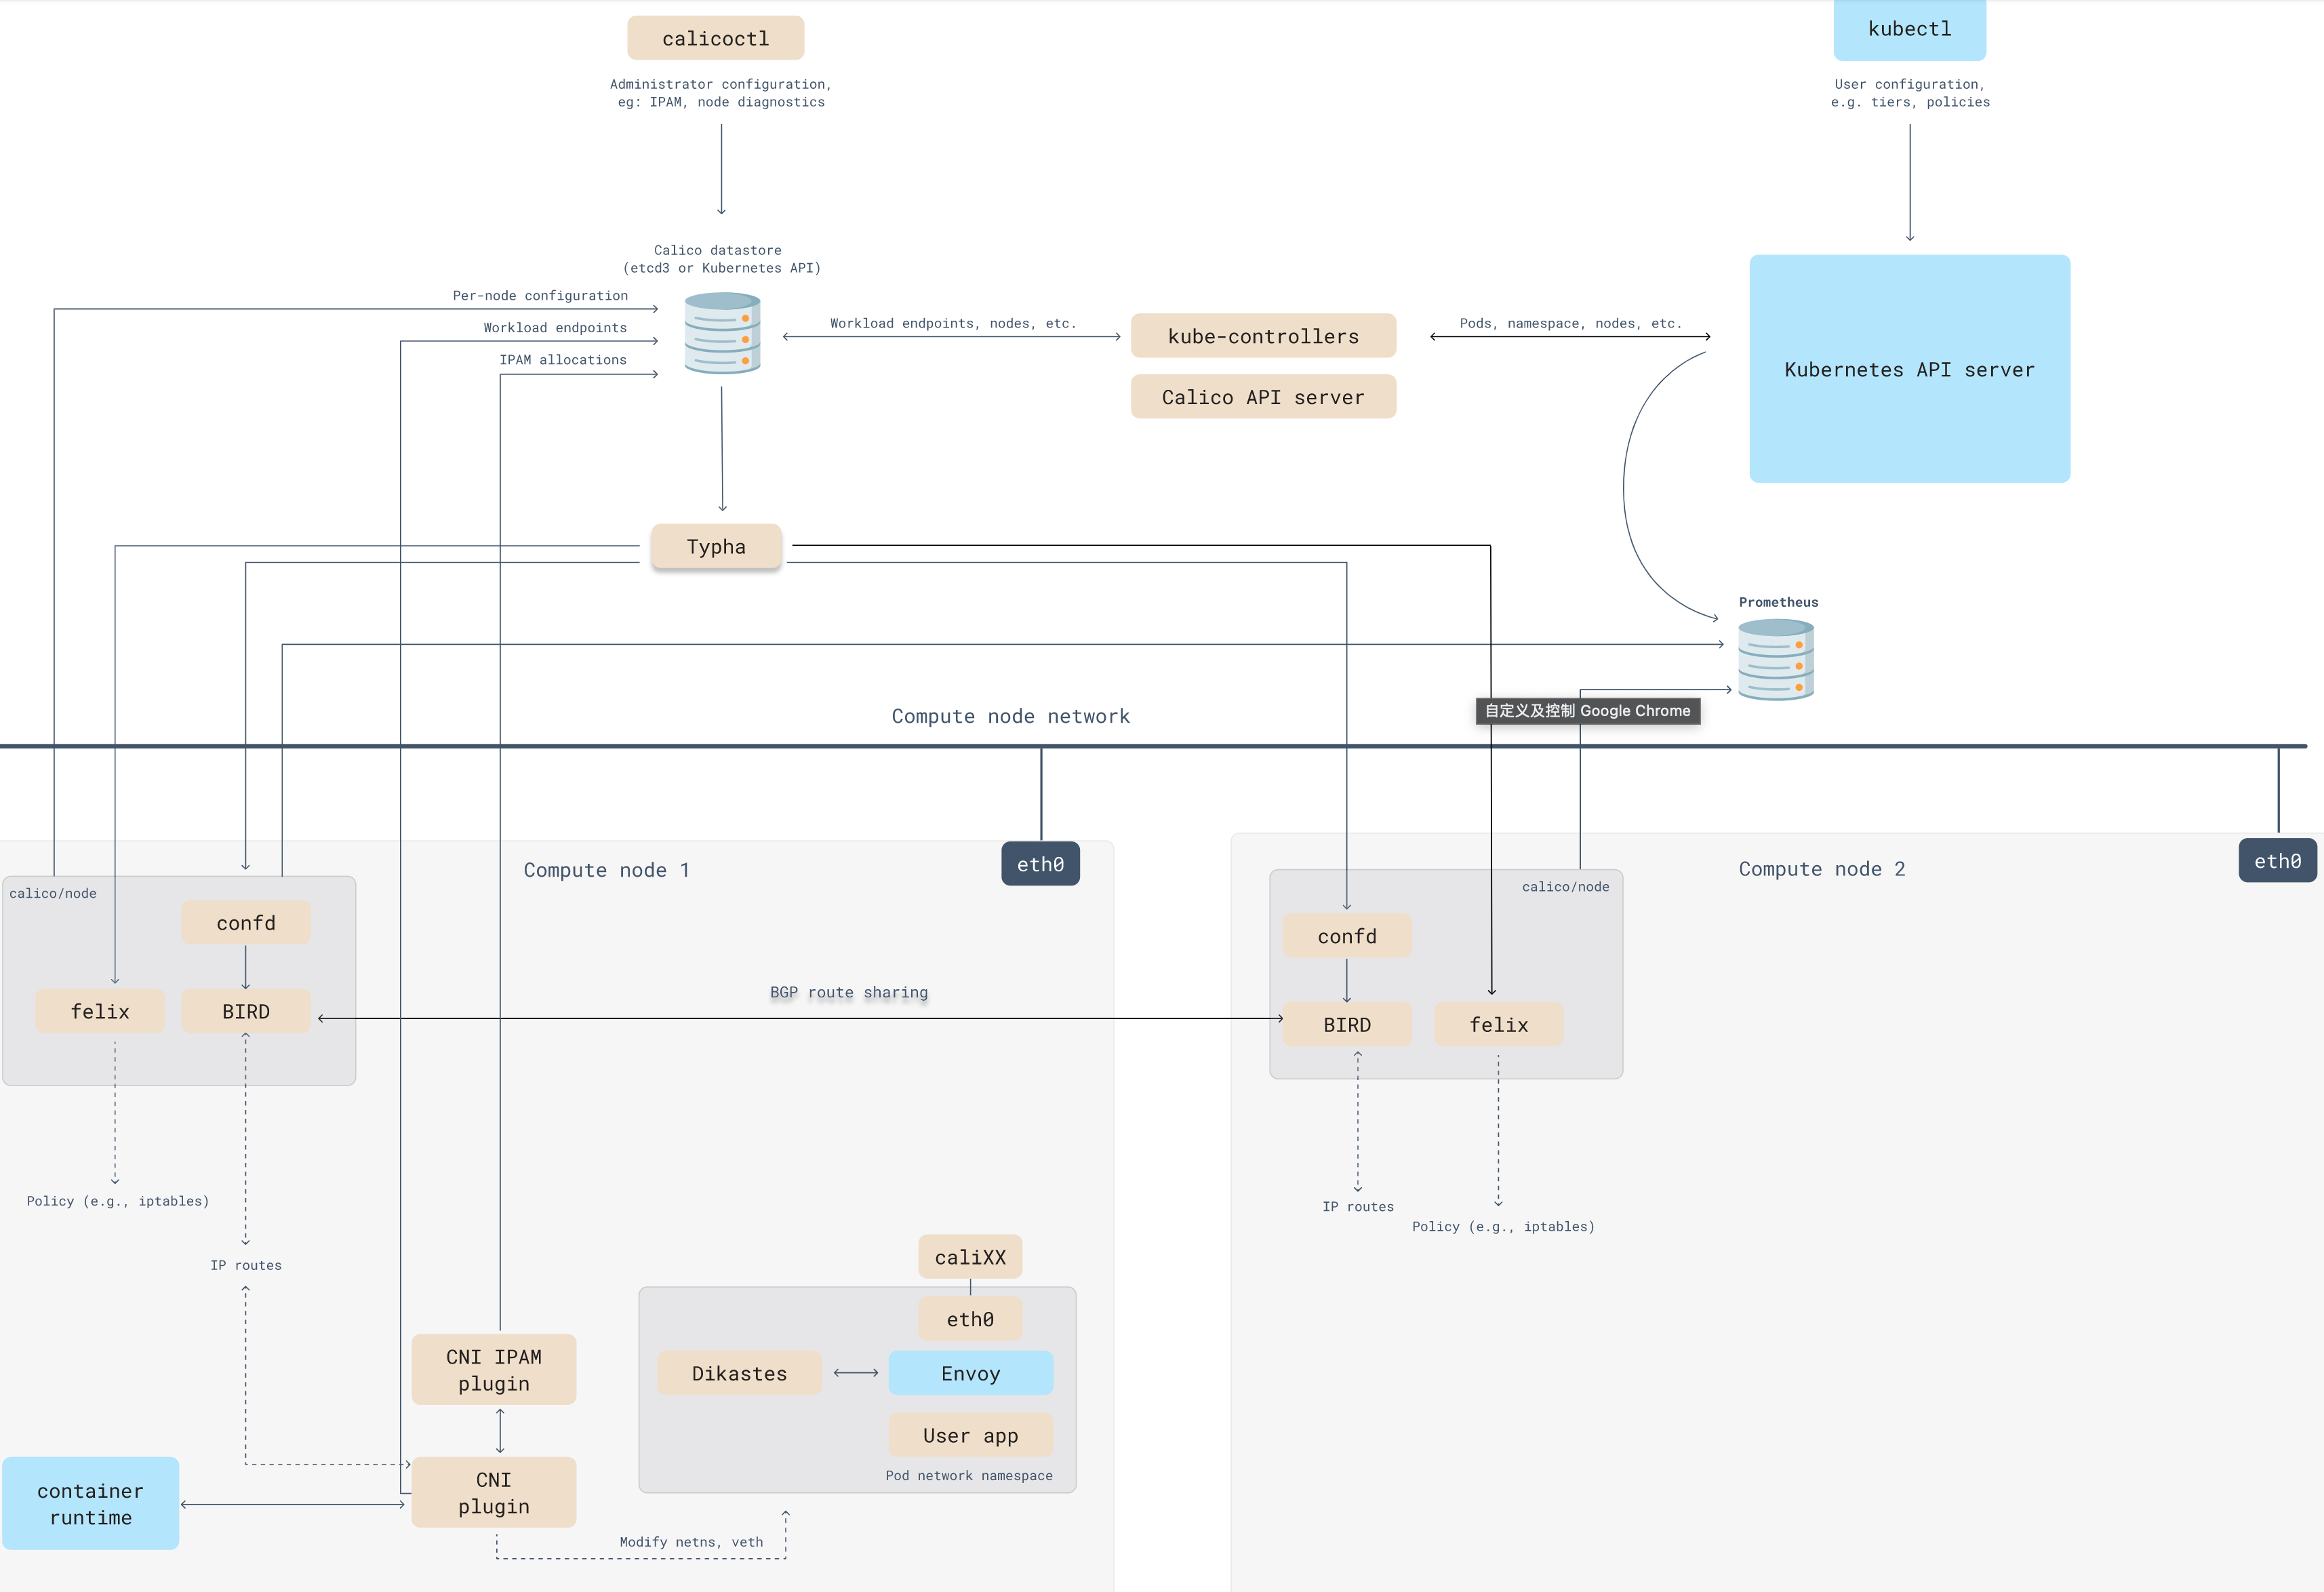 calicoctl
kubectl
Administrator configuration,
eg: IPAM, node diagnostics
User configuration,
e.g. tiers, policies
Calico datastore
(etcd3 or Kubernetes API)
Per-node configuration
Workload endpoints
IPAM allocations
Workload endpoints, nodes, etc.
kube-controllers
Calico API server
Pods, namespace, nodes, etc.
Kubernetes API server
Typha
Prometheus
Compute node network
自定义及控制 Google Chrome
Compute node 1
eth0
calico/node
confd
felix
BIRD
BGP route sharing
Compute node 2
eth0
calico/node
confd
BIRD
felix
Policy (e.g., iptables)
IP routes
IP routes
Policy (e.g., iptables)
caliXX
eth0
CNI IPAM
plugin
Dikastes
Envoy
User app
Pod network namespace
container
runtime
CNI
plugin
Modify netns, veth